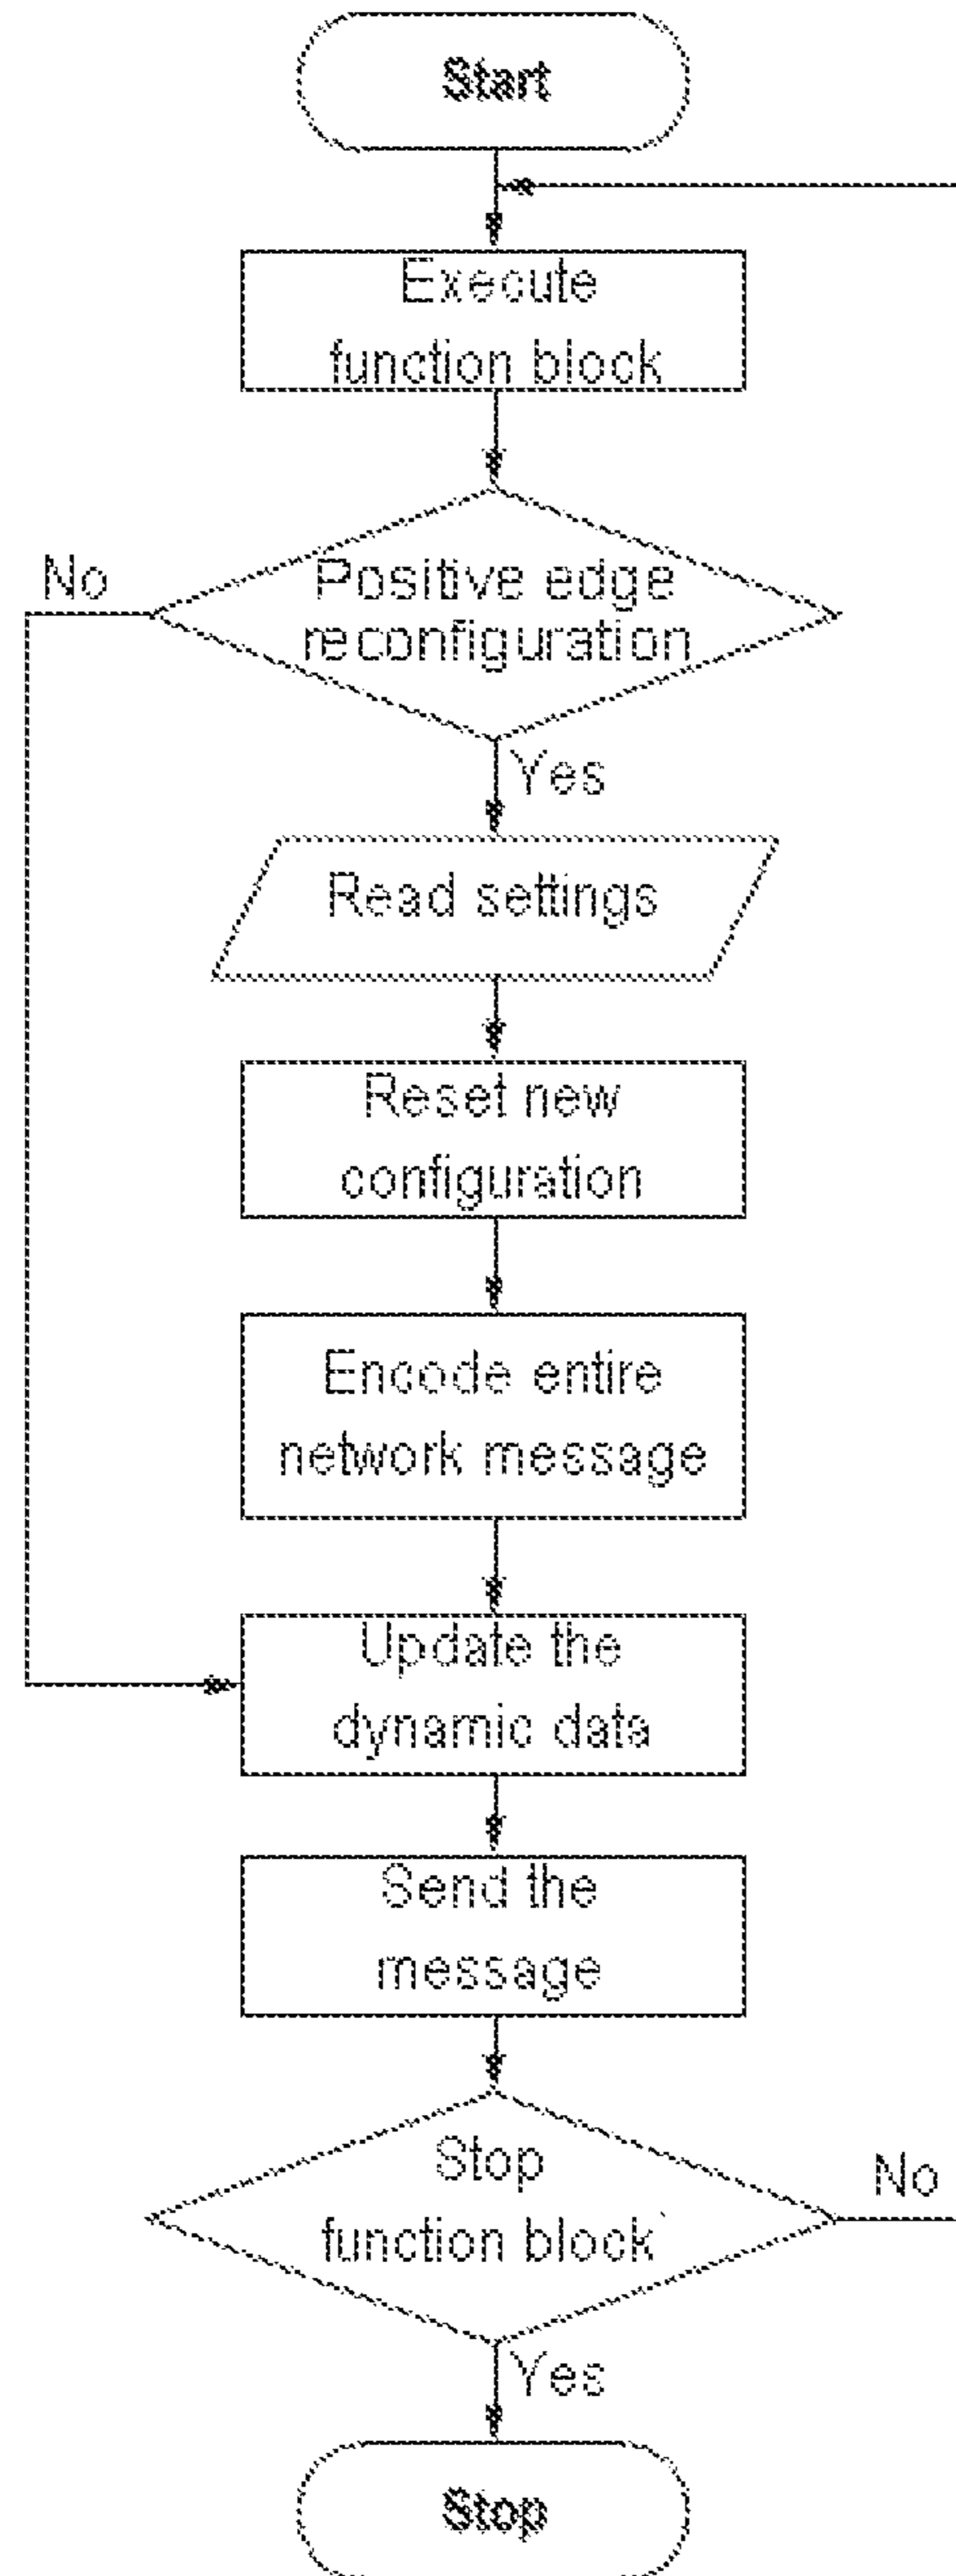 Start
Execute
function block
No
Positive edge
reconfiguration
Yes
Read settings
Reset new
configuration
Encode entire
network message
Update the
dynamic data
Send the
message
Stop
function block
No
Yes
Stop